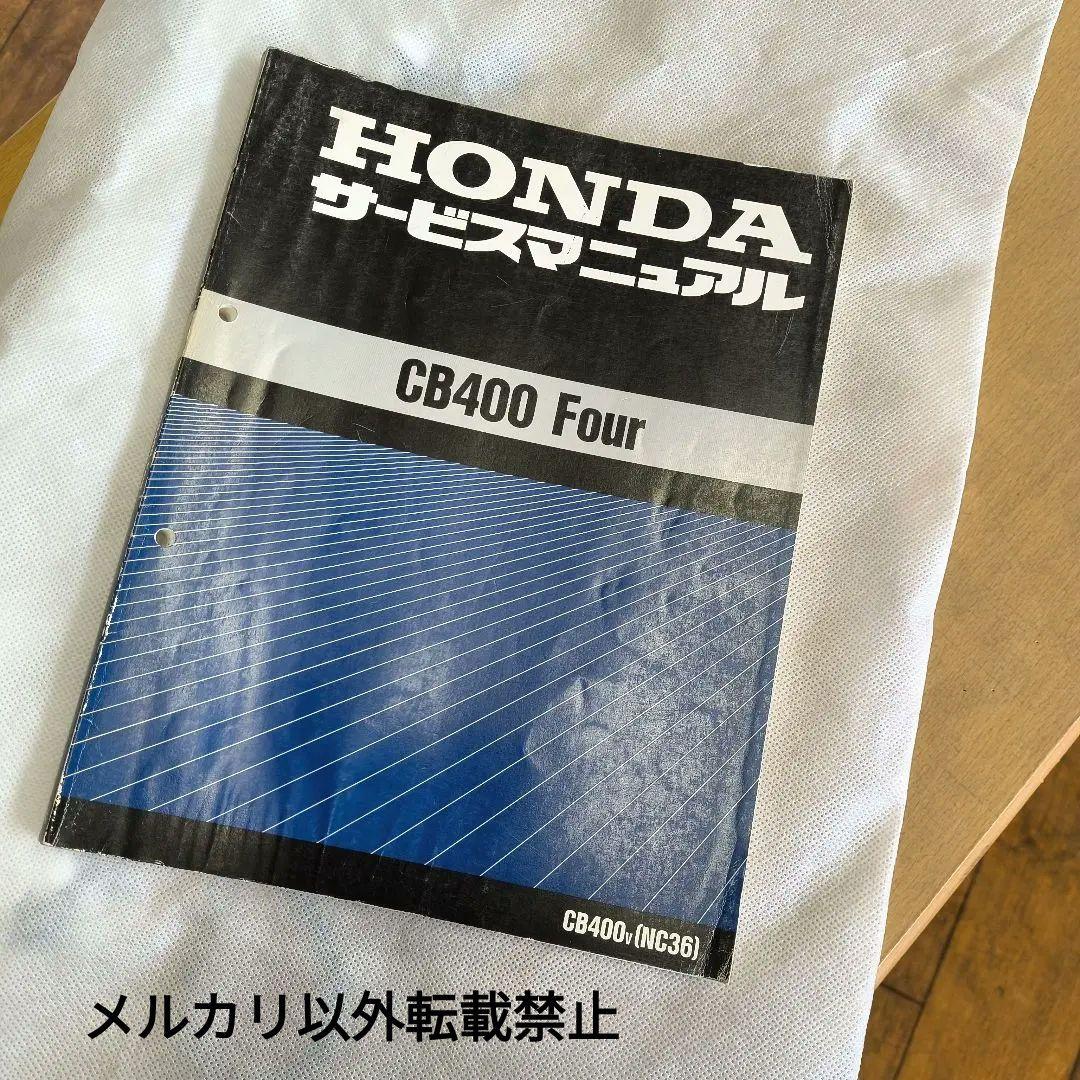 HONDA
サービスマニュアル
CB400 Four
CB400v (NC36)
メルカリ以外転載禁止